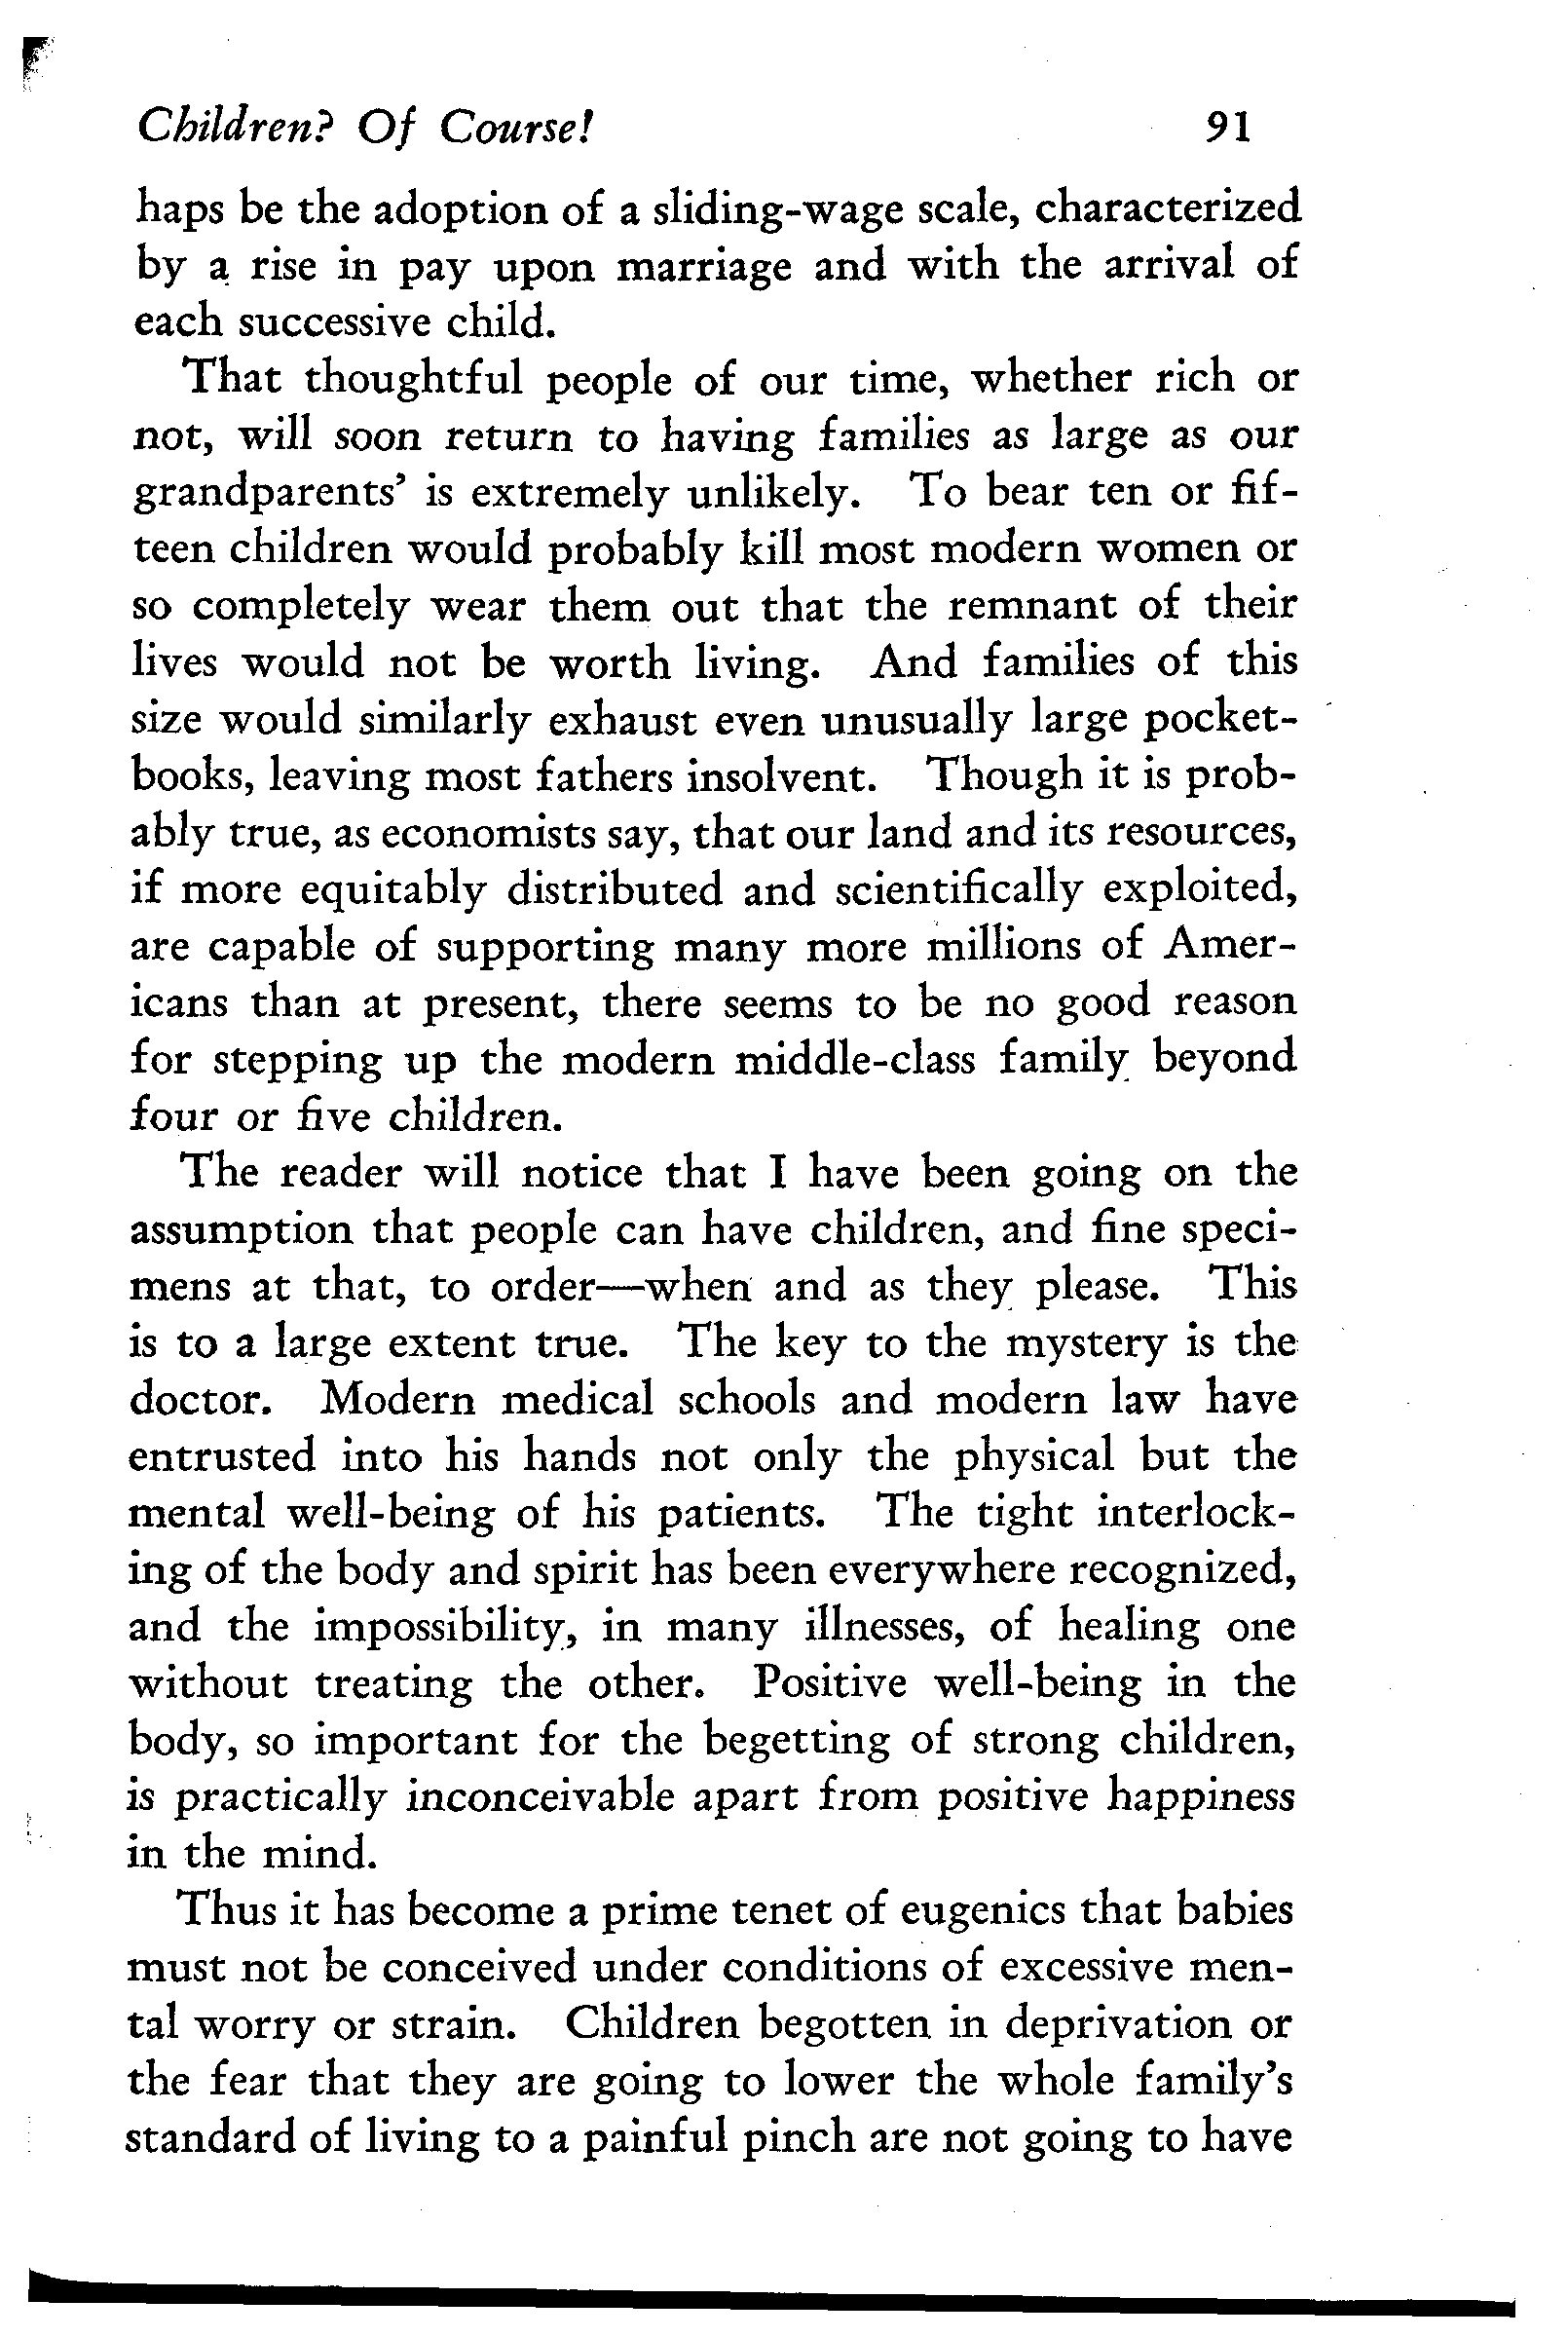 Children? Of Course! 91
haps be the adoption of a sliding-wage scale, characterized
by a rise in pay upon marriage and with the arrival of
each successive child.
That thoughtful people of our time, whether rich or
not, will soon return to having families as large as our
grandparents' is extremely unlikely. To bear ten or fif-
teen children would probably kill most modern women or
so completely wear them out that the remnant of their
lives would not be worth living. And families of this
size would similarly exhaust even unusually large pocket-
books, leaving most fathers insolvent. Though it is prob-
ably true, as economists say, that our land and its resources,
if more equitably distributed and scientifically exploited,
are capable of supporting many more millions of Amer-
icans than at present, there seems to be no good reason
for stepping up the modern middle-class family beyond
four or five children.
The reader will notice that I have been going on the
assumption that people can have children, and fine speci-
mens at that, to order—when and as they please. This
is to a large extent true. The key to the mystery is the
doctor. Modern medical schools and modern law have
entrusted into his hands not only the physical but the
mental well-being of his patients. The tight interlock-
ing of the body and spirit has been everywhere recognized,
and the impossibility, in many illnesses, of healing one
without treating the other. Positive well-being in the
body, so important for the begetting of strong children,
is practically inconceivable apart from positive happiness
in the mind.
Thus it has become a prime tenet of eugenics that babies
must not be conceived under conditions of excessive men-
tal worry or strain. Children begotten in deprivation or
the fear that they are going to lower the whole family's
standard of living to a painful pinch are not going to have